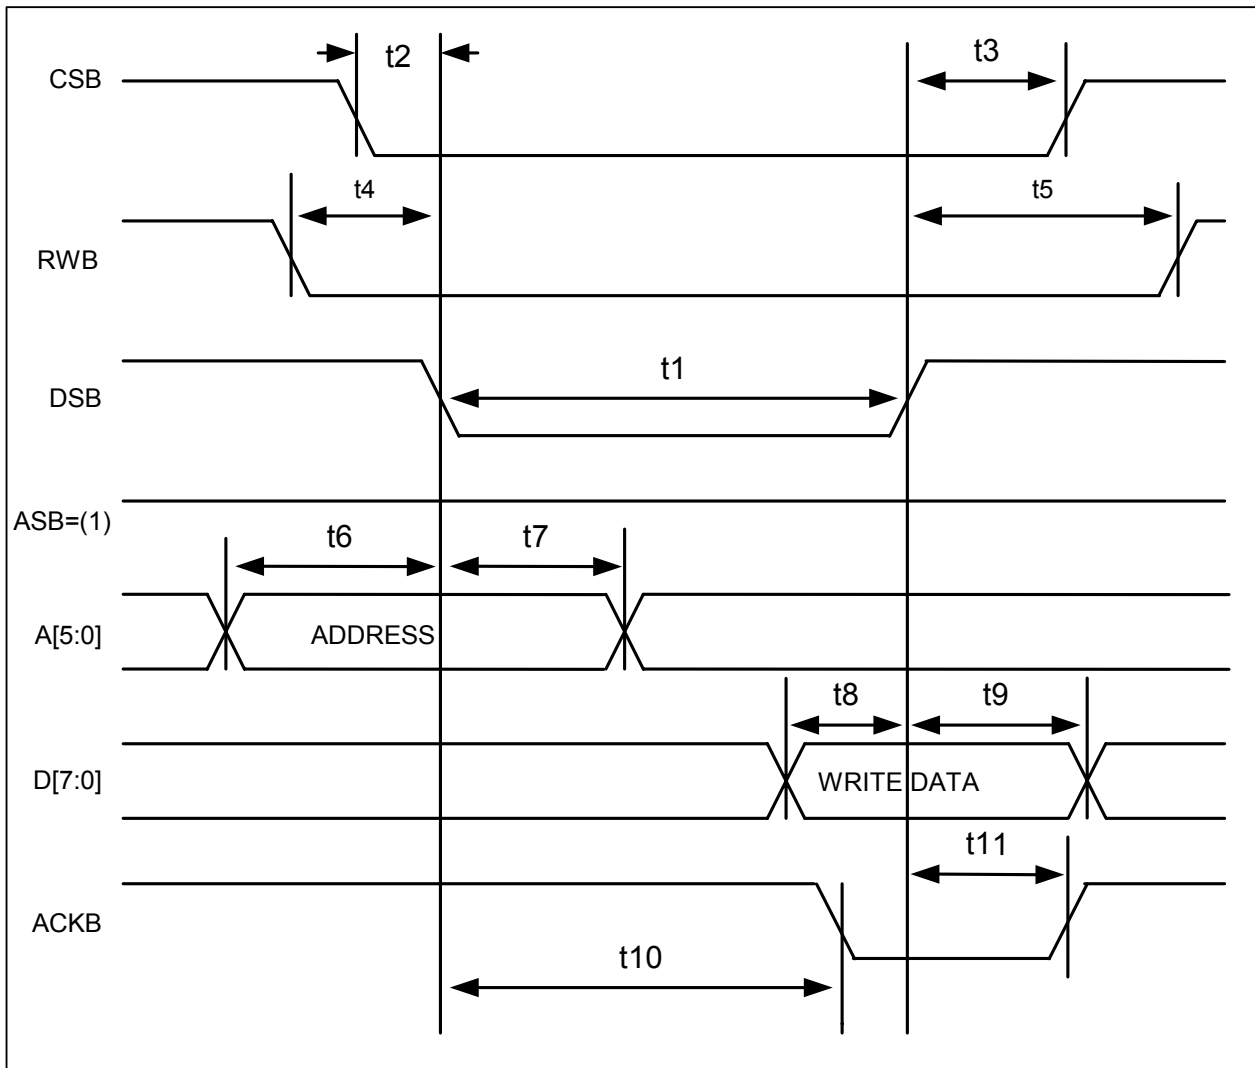 t2
t3
CSB
t4
t5
RWB
t1
DSB
ASB=(1)
t6
t7
A[5:0]
ADDRESS
t8
t9
D[7:0]
WRITE DATA
t11
ACKB
t10